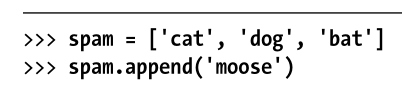 >>> spam = ['cat', 'dog', 'bat']
>>> spam.append('moose')